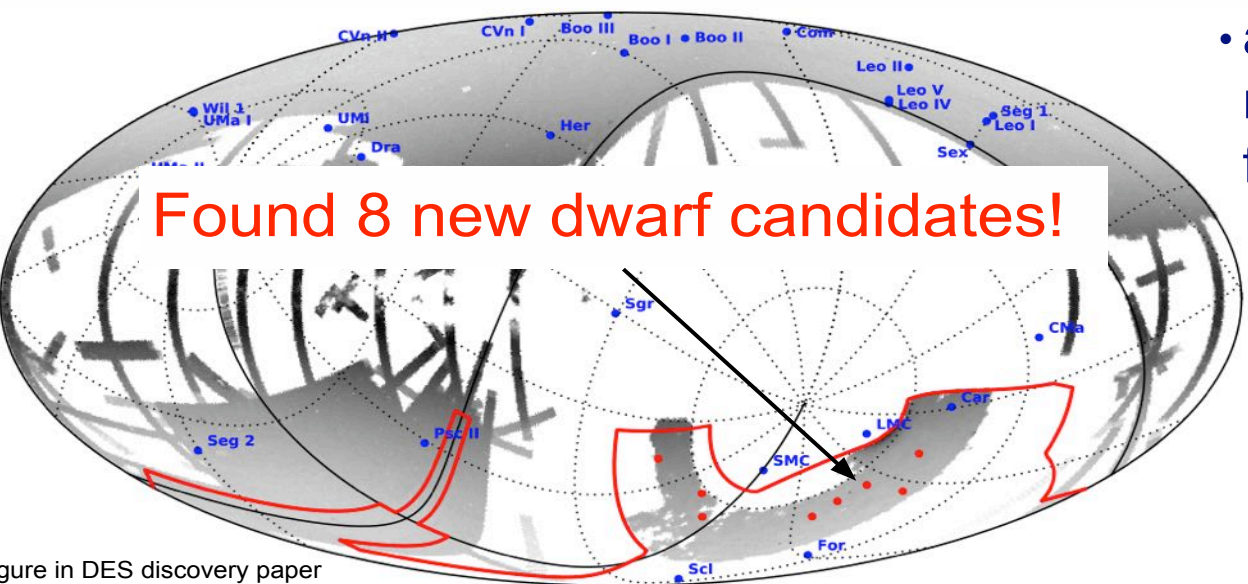 CVn II
CVn I
Boo III
Boo I
Boo II
Com
Leo II
Leo V
Leo IV
Seg 1
Leo I
Wil 1
UMa I
UMi
Her
Dra
Sex
Found 8 new dwarf candidates!
Sgr
CMa
Car
Seg 2
Psc II
LMC
SMC
For
Scl
gure in DES discovery paper